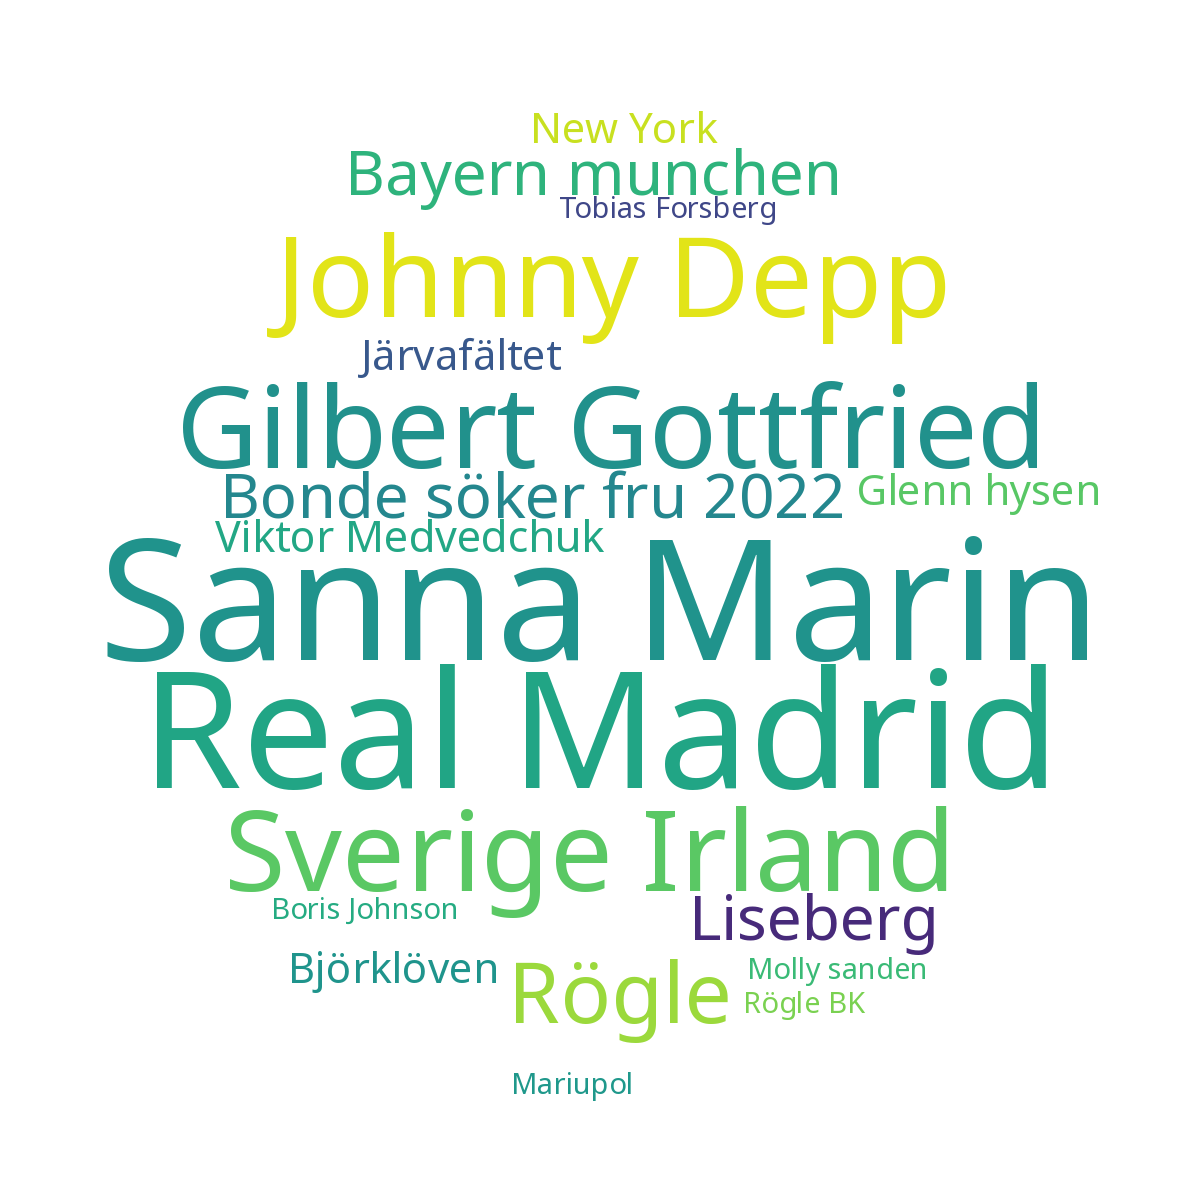 New York
Bayern munchen
Tobias Forsberg
Johnny Depp
Järvafältet
Gilbert Gottfried
Bonde söker fru 2022
Glenn hysen
Viktor Medvedchuk
Sanna Marin
Real Madrid
Sverige Irland
Boris Johnson
Liseberg
Björklöven
Rögle
Molly sanden
Rögle BK
Mariupol